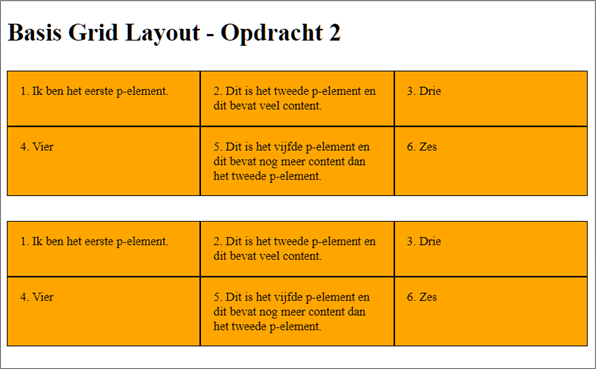 Basis Grid Layout - Opdracht 2
1. Ik ben het eerste p-element.
2. Dit is het tweede p-element en
dit bevat veel content.
3. Drie
4. Vier
5. Dit is het vijfde p-element en
dit bevat nog meer content dan
het tweede p-element.
6. Zes
1. Ik ben het eerste p-element.
2. Dit is het tweede p-element en
dit bevat veel content.
3. Drie
4. Vier
5. Dit is het vijfde p-element en
dit bevat nog meer content dan
het tweede p-element.
6. Zes